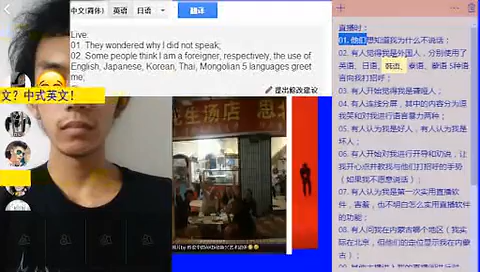 中文(简体) 英语 日语 翻译
Live:
01. They wondered why I did not speak;
02. Some people think I am a foreigner, respectively, the use of
English, Japanese, Korean, Thai, Mongolian 5 languages greet
me;
提出修改建议
文？中式英文！
生汤店
直播时：
01. 他们想知道我为什么不说话；
02. 有人觉得我是外国人，分别使用了
英语、日语、韩语、泰语、蒙语 5种语
言向我打招呼；
03. 有人开始觉得我是聋哑人；
04. 有人连续分屏，其中的内容分为逗
我笑和对我进行语言暴力两种；
05. 有人认为我是好人，有人认为我是
坏人；
06. 有人开始对我进行开导和劝说，让
我开心点并教我与他们打招呼的手势
（如果我不愿意说话）；
07. 有人认为我是第一次实用直播软
件，害羞，也不明白怎么实用直播软件
的功能；
08. 有人问我在内蒙古哪个地区（我实
际在北京，但他们的定位显示我在内蒙
古）；